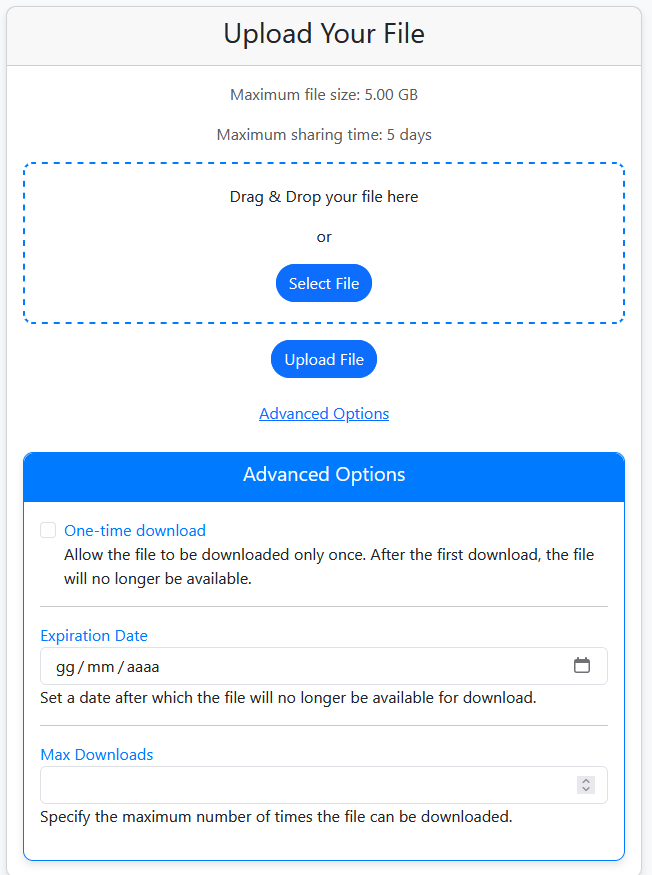 Upload Your File
Maximum file size: 5.00 GB
Maximum sharing time: 5 days
Drag & Drop your file here
or
Select File
Upload File
Advanced Options
Advanced Options
One-time download
Allow the file to be downloaded only once. After the first download, the file
will no longer be available.
Expiration Date
gg/mm/aaaa
Set a date after which the file will no longer be available for download.
Max Downloads
Specify the maximum number of times the file can be downloaded.